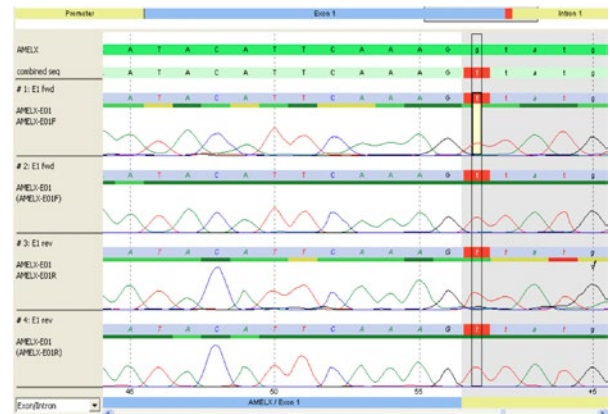 Promoter Exon 1 Intron 1
AMELX A T A C A T T C A A A G g t a t g
combined seq A T A C A T T C A A A G t t a t g
# 1: E1 fwd
A T A C A T T C A A A G t t a t g
AMELX-E01
AMELX-E01F
# 2: E1 fwd
A T A C A T T C A A A G t t a t g
AMELX-E01
(AMELX-E01F)
# 3: E1 rev
A T A C A T T C A A A G t t a t g
AMELX-E01
AMELX-E01R
# 4: E1 rev
A T A C A T T C A A A G t t a t g
AMELX-E01
(AMELX-E01R)
45 50 55 +5
Exon/Intron AMELX / Exon 1